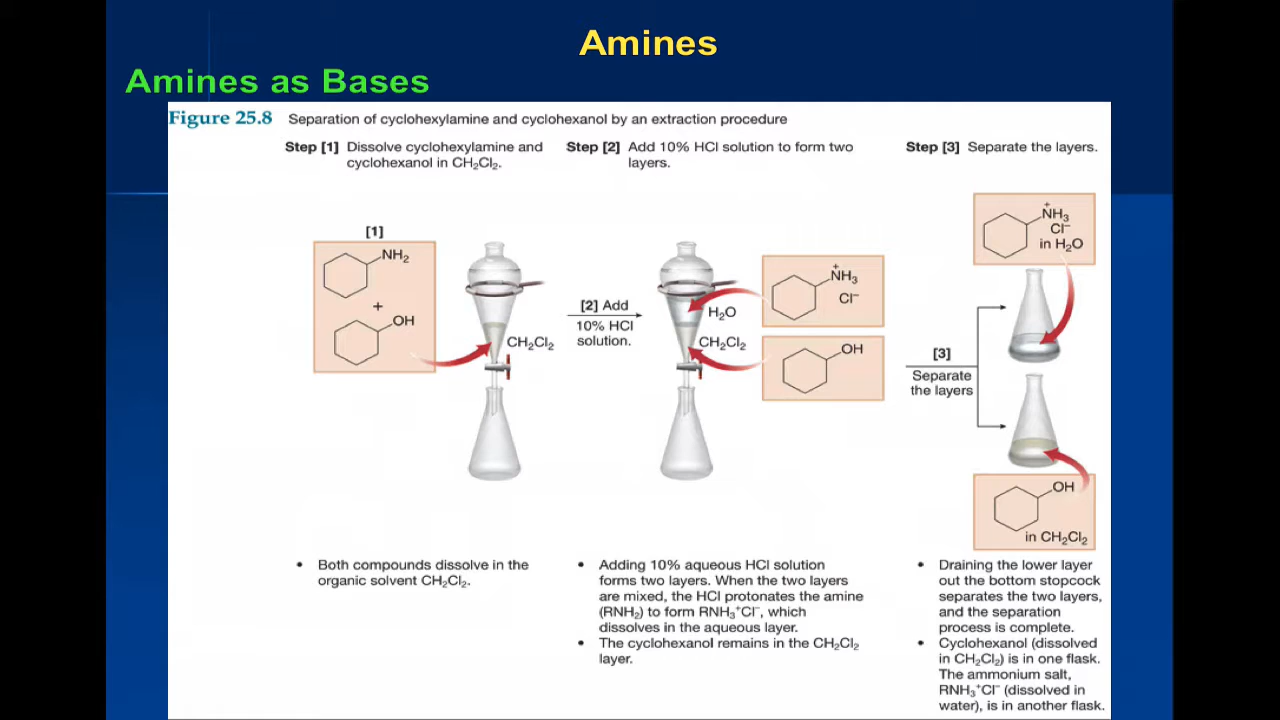 Amines
Amines as Bases
Figure 25.8 Separation of cyclohexylamine and cyclohexanol by an extraction procedure
Step [1] Dissolve cyclohexylamine and
cyclohexanol in CH₂Cl₂.
Step [2] Add 10% HCl solution to form two
layers.
Step [3] Separate the layers.
[1]
NH₂
+
OH
CH₂Cl₂
[2] Add
10% HCl
solution.
H₂O
CH₂Cl₂
+
NH₃
Cl⁻
OH
[3]
Separate
the layers
+
NH₃
Cl⁻
in H₂O
OH
in CH₂Cl₂
• Both compounds dissolve in the
organic solvent CH₂Cl₂.
• Adding 10% aqueous HCl solution
forms two layers. When the two layers
are mixed, the HCl protonates the amine
(RNH₂) to form RNH₃⁺Cl⁻, which
dissolves in the aqueous layer.
• The cyclohexanol remains in the CH₂Cl₂
layer.
• Draining the lower layer
out the bottom stopcock
separates the two layers,
and the separation
process is complete.
• Cyclohexanol (dissolved
in CH₂Cl₂) is in one flask.
The ammonium salt,
RNH₃⁺Cl⁻ (dissolved in
water), is in another flask.